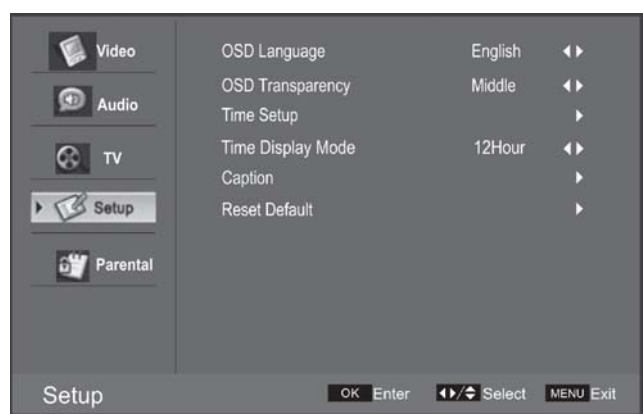 Video
Audio
TV
Setup
Parental
OSD Language English
OSD Transparency Middle
Time Setup
Time Display Mode 12Hour
Caption
Reset Default
Setup OK Enter / Select MENU Exit